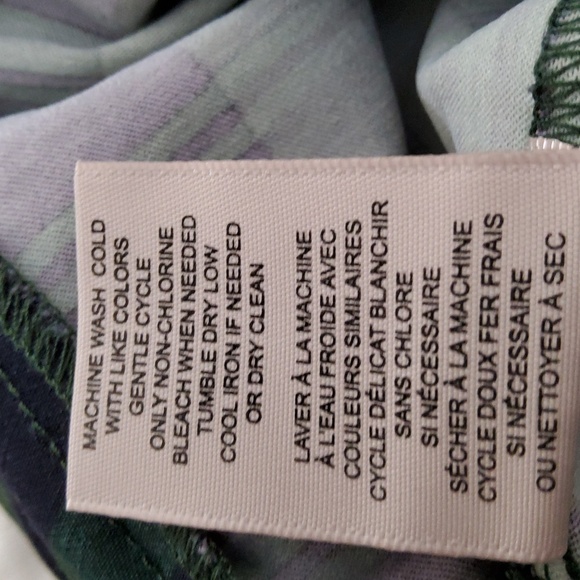 MACHINE WASH COLD
WITH LIKE COLORS
GENTLE CYCLE
ONLY NON-CHLORINE
BLEACH WHEN NEEDED
TUMBLE DRY LOW
COOL IRON IF NEEDED
OR DRY CLEAN
LAVER À LA MACHINE
À L'EAU FROIDE AVEC
COULEURS SIMILAIRES
CYCLE DÉLICAT BLANCHIR
SANS CHLORE
SI NÉCESSAIRE
SÉCHER À LA MACHINE
CYCLE DOUX FER FRAIS
SI NÉCESSAIRE
OU NETTOYER À SEC